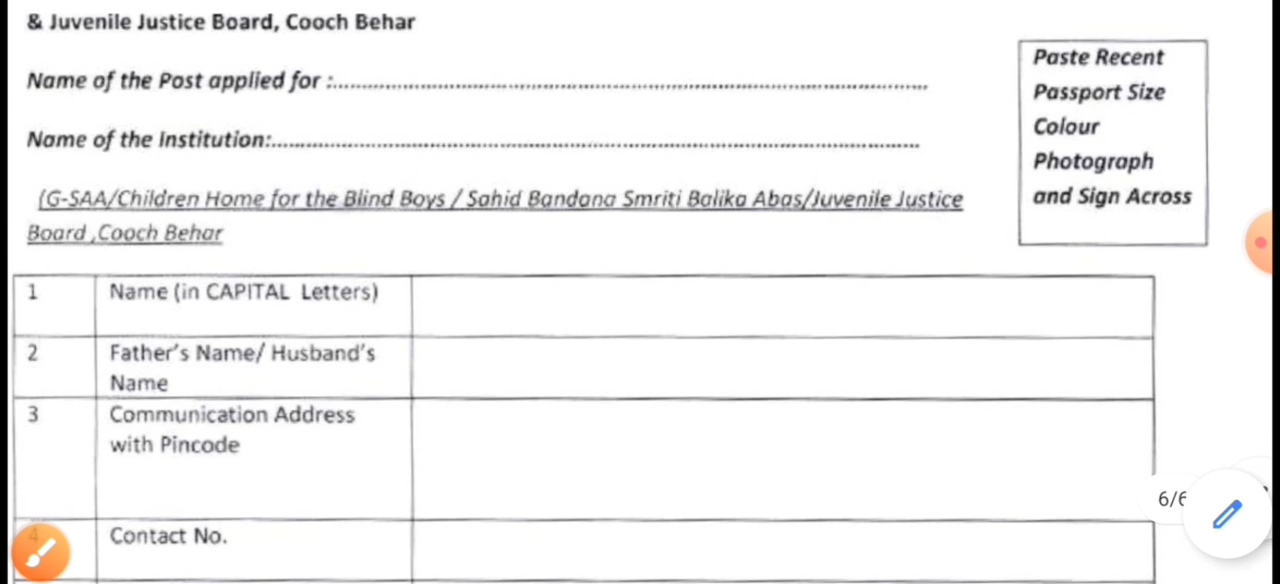 & Juvenile Justice Board, Cooch Behar
Name of the Post applied for :..........................................................................................
Name of the Institution:..........................................................................................
(G-SAA/Children Home for the Blind Boys / Sahid Bandana Smriti Balika Abas/Juvenile Justice
Board ,Cooch Behar
Paste Recent
Passport Size
Colour
Photograph
and Sign Across
1 Name (in CAPITAL Letters)
2 Father's Name/ Husband's
Name
3 Communication Address
with Pincode
4 Contact No.
6/6